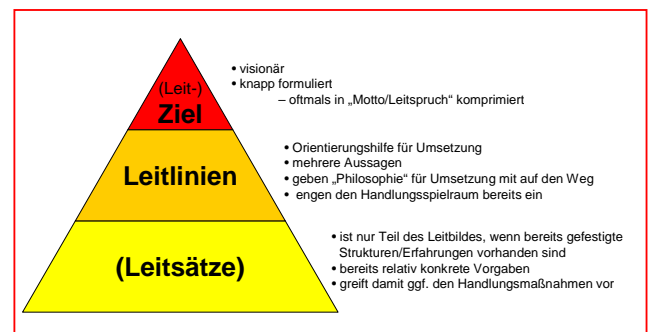 (Leit-)
Ziel
• visionär
• knapp formuliert
– oftmals in „Motto/Leitspruch“ komprimiert
Leitlinien
• Orientierungshilfe für Umsetzung
• mehrere Aussagen
• geben „Philosophie“ für Umsetzung mit auf den Weg
• engen den Handlungsspielraum bereits ein
(Leitsätze)
• ist nur Teil des Leitbildes, wenn bereits gefestigte
Strukturen/Erfahrungen vorhanden sind
• bereits relativ konkrete Vorgaben
• greift damit ggf. den Handlungsmaßnahmen vor